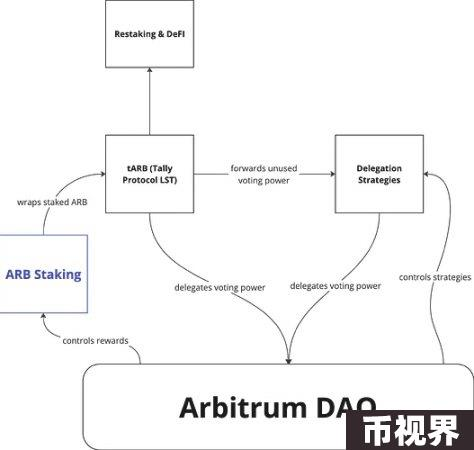 Restaking & DeFI
tARB (Tally
Protocol LST)
forwards unused
voting power
Delegation
Strategies
wraps staked ARB
ARB Staking
delegates voting power
delegates voting power
controls strategies
controls rewards
Arbitrum DAO
币视界